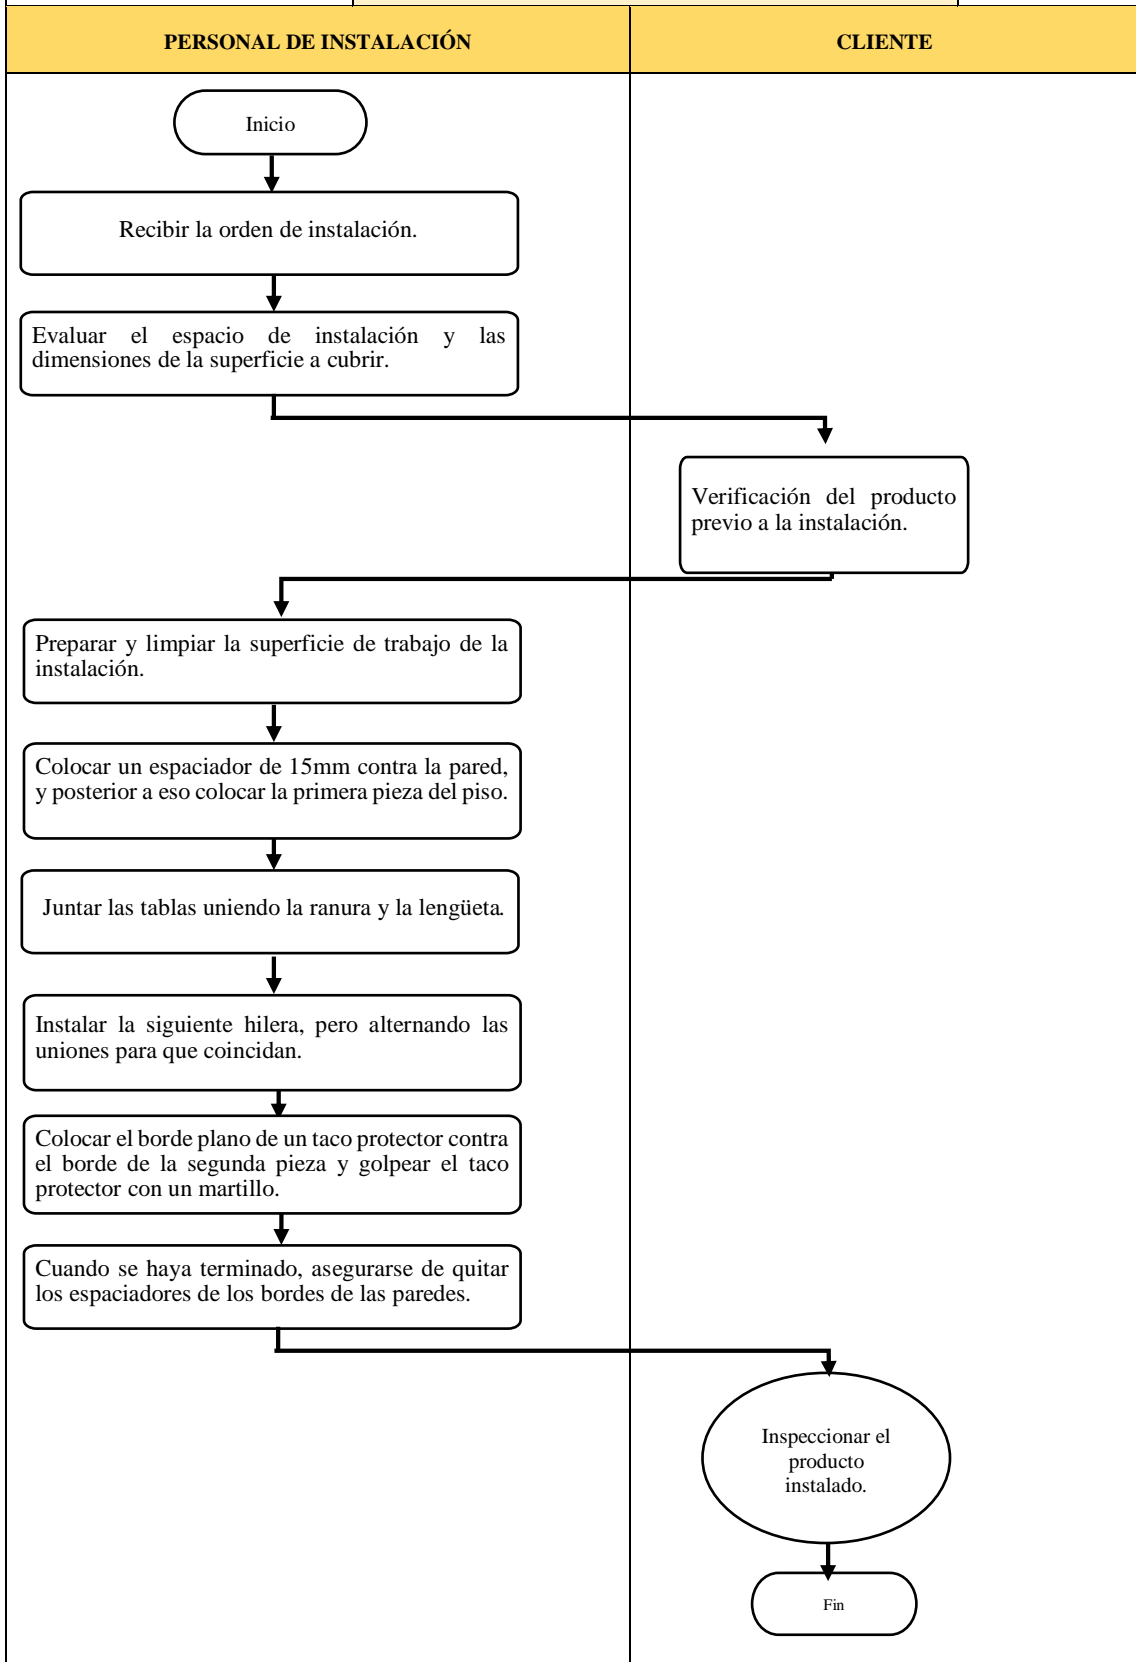 PERSONAL DE INSTALACIÓN
CLIENTE
Inicio
Recibir la orden de instalación.
Evaluar el espacio de instalación y las
dimensiones de la superficie a cubrir.
Verificación del producto
previo a la instalación.
Preparar y limpiar la superficie de trabajo de la
instalación.
Colocar un espaciador de 15mm contra la pared,
y posterior a eso colocar la primera pieza del piso.
Juntar las tablas uniendo la ranura y la lengüeta.
Instalar la siguiente hilera, pero alternando las
uniones para que coincidan.
Colocar el borde plano de un taco protector contra
el borde de la segunda pieza y golpear el taco
protector con un martillo.
Cuando se haya terminado, asegurarse de quitar
los espaciadores de los bordes de las paredes.
Inspeccionar el
producto
instalado.
Fin